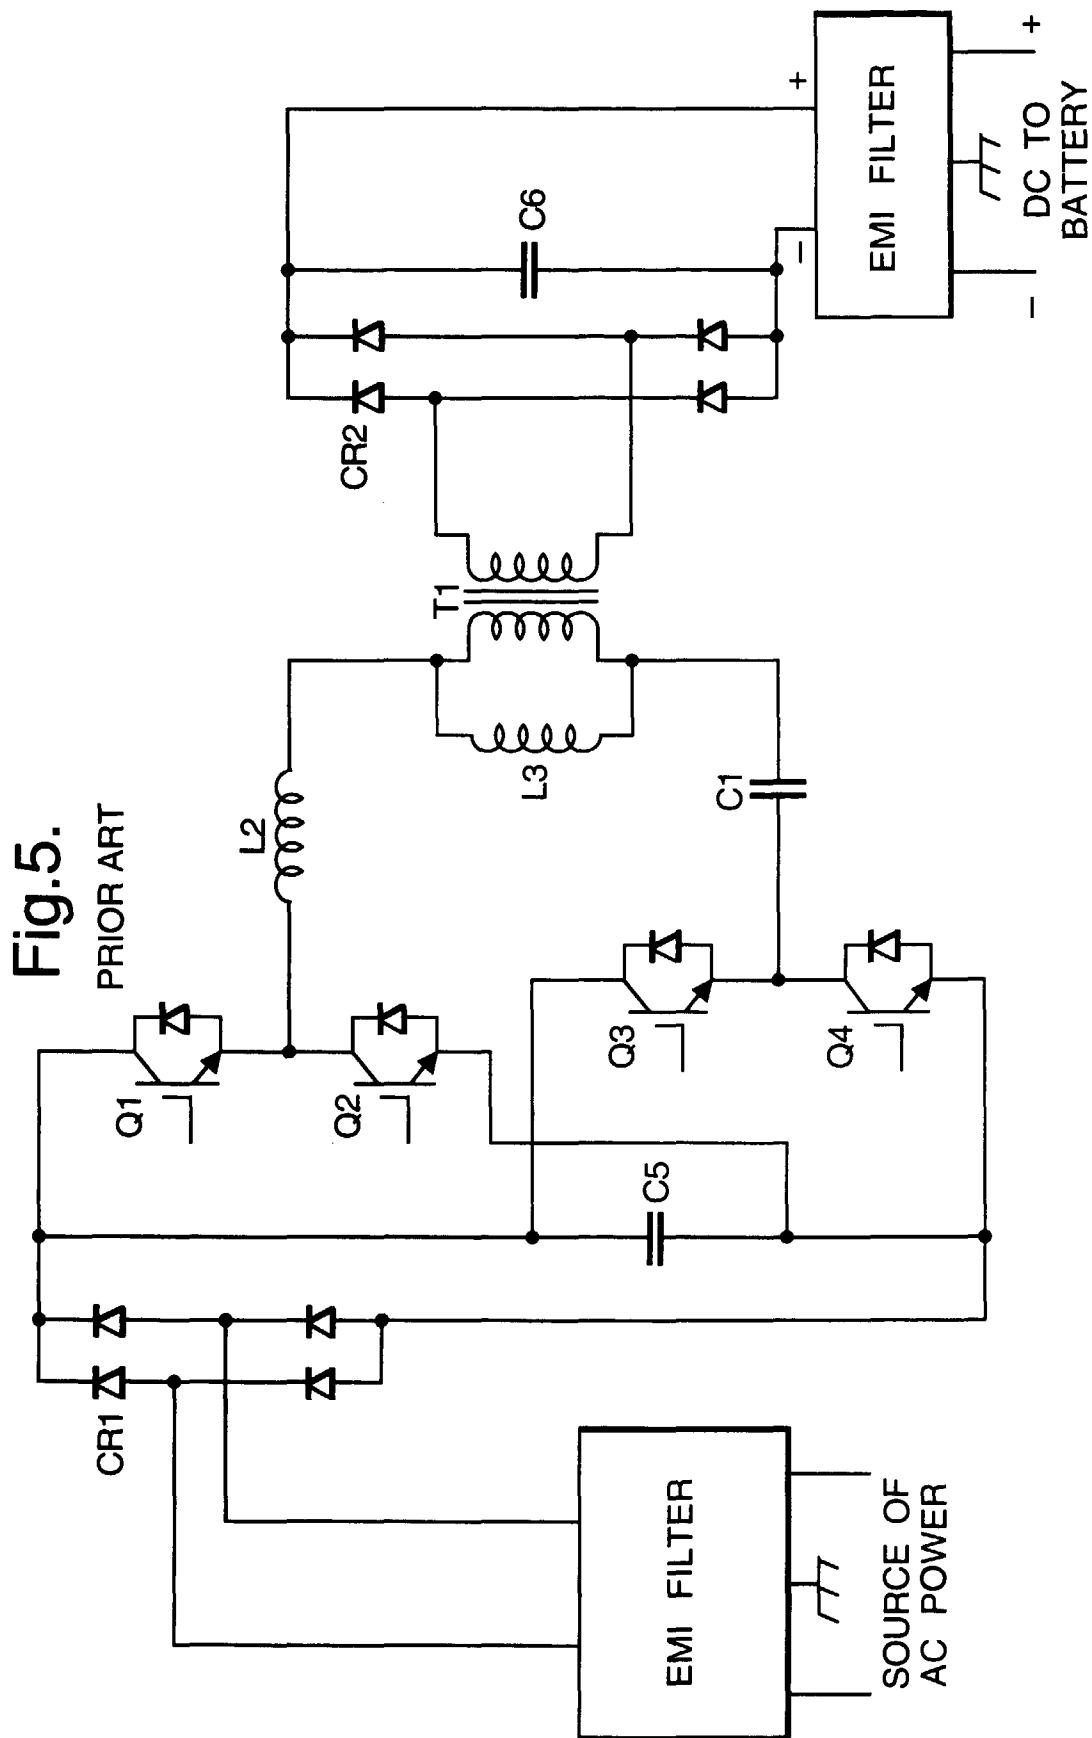 Fig.5.
PRIOR ART
CR1
Q1
Q2
C5
Q3
Q4
L2
L3
C1
T1
CR2
C6
EMI FILTER
SOURCE OF
AC POWER
+
−
EMI FILTER
−
+
DC TO
BATTERY